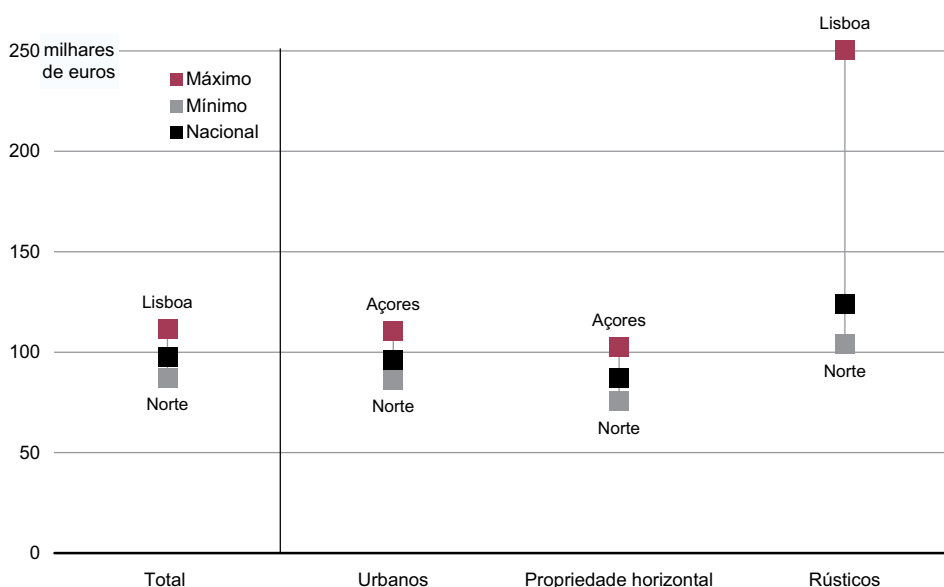 Lisboa
250
milhares
de euros
Máximo
Mínimo
Nacional
200
150
Lisboa
Açores
Açores
100
Norte
Norte
Norte
Norte
50
0
Total
Urbanos
Propriedade horizontal
Rústicos